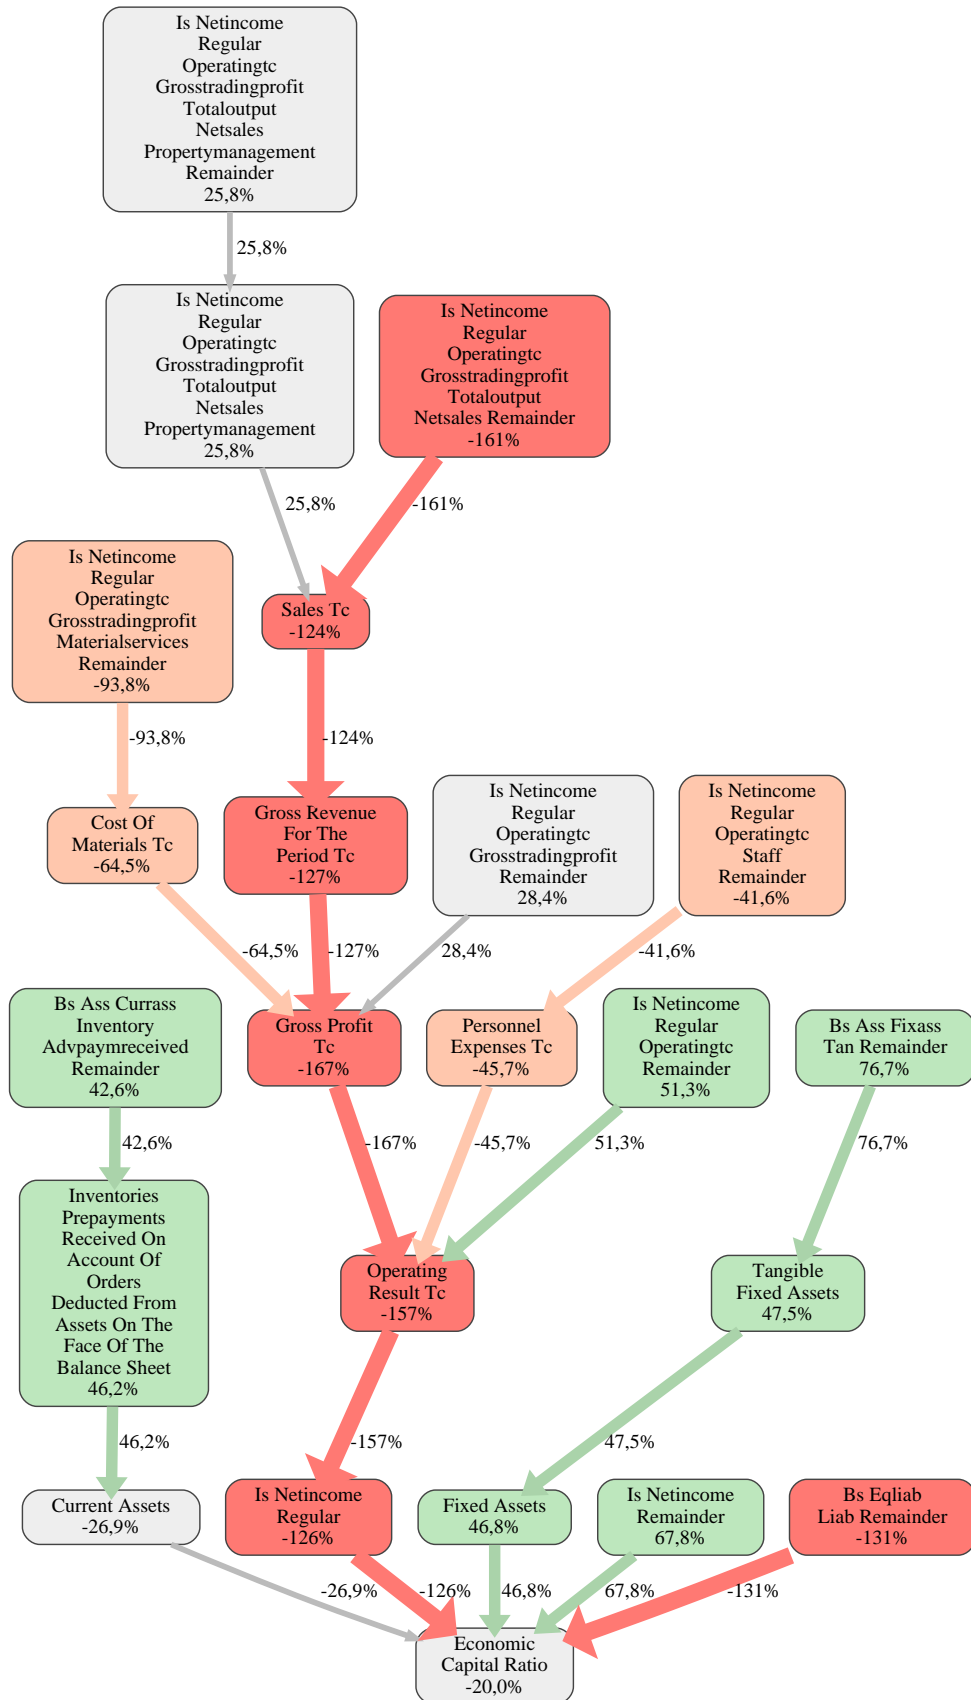 Is Netincome
Regular
Operatingtc
Grosstradingprofit
Totaloutput
Netsales
Propertymanagement
Remainder
25,8%
25,8%
Is Netincome
Regular
Operatingtc
Grosstradingprofit
Totaloutput
Netsales
Propertymanagement
25,8%
Is Netincome
Regular
Operatingtc
Grosstradingprofit
Totaloutput
Netsales Remainder
-161%
25,8%
-161%
Is Netincome
Regular
Operatingtc
Grosstradingprofit
Materialservices
Remainder
-93,8%
Sales Tc
-124%
-93,8%
-124%
Cost Of
Materials Tc
-64,5%
Gross Revenue
For The
Period Tc
-127%
Is Netincome
Regular
Operatingtc
Grosstradingprofit
Remainder
28,4%
Is Netincome
Regular
Operatingtc
Staff
Remainder
-41,6%
-64,5%
-127%
28,4%
-41,6%
Bs Ass Currass
Inventory
Advpaymreceived
Remainder
42,6%
Gross Profit
Tc
-167%
Personnel
Expenses Tc
-45,7%
Is Netincome
Regular
Operatingtc
Remainder
51,3%
Bs Ass Fixass
Tan Remainder
76,7%
42,6%
-167%
-45,7%
51,3%
76,7%
Inventories
Prepayments
Received On
Account Of
Orders
Deducted From
Assets On The
Face Of The
Balance Sheet
46,2%
Operating
Result Tc
-157%
Tangible
Fixed Assets
47,5%
46,2%
-157%
47,5%
Current Assets
-26,9%
Is Netincome
Regular
-126%
Fixed Assets
46,8%
Is Netincome
Remainder
67,8%
Bs Eqliab
Liab Remainder
-131%
-26,9%
-126%
46,8%
67,8%
-131%
Economic
Capital Ratio
-20,0%